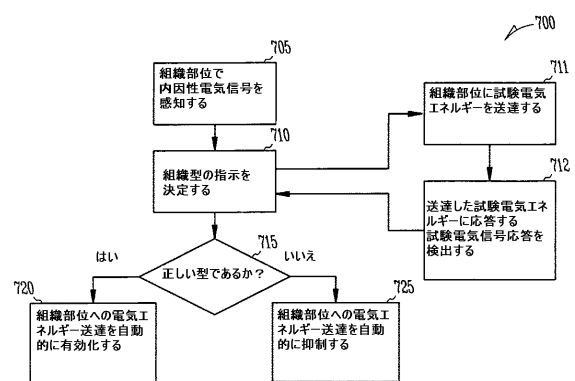 700
705
組織部位で
内因性電気信号を
感知する
710
組織型の指示を
決定する
711
組織部位に試験電気
エネルギーを送達する
712
送達した試験電気エネ
ルギーに応答する
試験電気信号応答を
検出する
715
正しい型であるか?
はい
いいえ
720
組織部位への電気エ
ネルギー送達を自動
的に有効化する
725
組織部位への電気エ
ネルギー送達を自動
的に抑制する